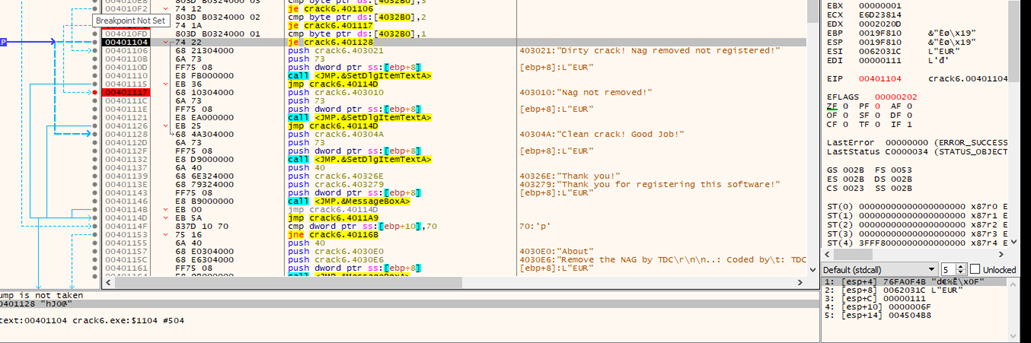 803D B0324000 03 cmp byte ptr ds:[4032B0],3 EBX 00000001
004010F2 74 12 je crack6.401106 ECX E6D23814
Breakpoint Not Set 803D B0324000 02 cmp byte ptr ds:[4032B0],2 EDX 0002020D
74 1A je crack6.401117 EBP 0019F810 &"Ëø\x19"
004010FD 803D B0324000 01 cmp byte ptr ds:[4032B0],1 ESP 0019F810 &"Ëø\x19"
00401104 74 22 je crack6.401128 ESI 0062031C L"EUR"
00401106 68 21304000 push crack6.403021 403021:"Dirty crack! Nag removed not registered!" EDI 00000111 L'đ'
0040110B 6A 73 push 73
0040110D FF75 08 push dword ptr ss:[ebp+8] [ebp+8]:L"EUR" EIP 00401104 crack6.00401104
00401110 E8 FB000000 call <JMP.&SetDlgItemTextA>
00401115 EB 36 jmp crack6.40114D EFLAGS 00000202
00401117 68 10304000 push crack6.403010 403010:"Nag not removed!" ZF 0 PF 0 AF 0
0040111C 6A 73 push 73 OF 0 SF 0 DF 0
0040111E FF75 08 push dword ptr ss:[ebp+8] [ebp+8]:L"EUR" CF 0 TF 0 IF 1
00401121 E8 EA000000 call <JMP.&SetDlgItemTextA>
00401126 EB 25 jmp crack6.40114D LastError 00000000 (ERROR_SUCCESS
00401128 68 4A304000 push crack6.40304A 40304A:"Clean crack! Good Job!" LastStatus C0000034 (STATUS_OBJECT
0040112D 6A 73 push 73
0040112F FF75 08 push dword ptr ss:[ebp+8] [ebp+8]:L"EUR" GS 002B FS 0053
00401132 E8 D9000000 call <JMP.&SetDlgItemTextA> ES 002B DS 002B
00401137 6A 40 push 40 CS 0023 SS 002B
00401139 68 6E324000 push crack6.40326E 40326E:"Thank you!"
0040113E 68 79324000 push crack6.403279 403279:"Thank you for registering this software!" ST(0) 00000000000000000000 x87r0 E
00401143 FF75 08 push dword ptr ss:[ebp+8] [ebp+8]:L"EUR" ST(1) 00000000000000000000 x87r1 E
00401146 E8 B9000000 call <JMP.&MessageBoxA> ST(2) 00000000000000000000 x87r2 E
0040114B EB 00 jmp crack6.40114D ST(3) 00000000000000000000 x87r3 E
0040114D EB 5A jmp crack6.4011A9 ST(4) 3FFF8000000000000000 x87r4 E
0040114F 837D 10 70 cmp dword ptr ss:[ebp+10],70 70:'p'
00401153 75 16 jne crack6.40116B
00401155 6A 40 push 40
00401157 68 E0304000 push crack6.4030E0 4030E0:"About"
0040115C 68 E6304000 push crack6.4030E6 4030E6:"Remove the NAG by TDC\r\n\n..: Coded by\t: TDC
00401161 FF75 08 push dword ptr ss:[ebp+8] [ebp+8]:L"EUR"
Default (stdcall) 5 Unlocked
1: [esp+4] 76FA0F4B
2: [esp+8] 0062031C L"EUR"
3: [esp+C] 00000111
4: [esp+10] 0000006F
5: [esp+14] 004504B8
ump is not taken
0401128 "hJ0@"
text:00401104 crack6.exe:$1104 #504